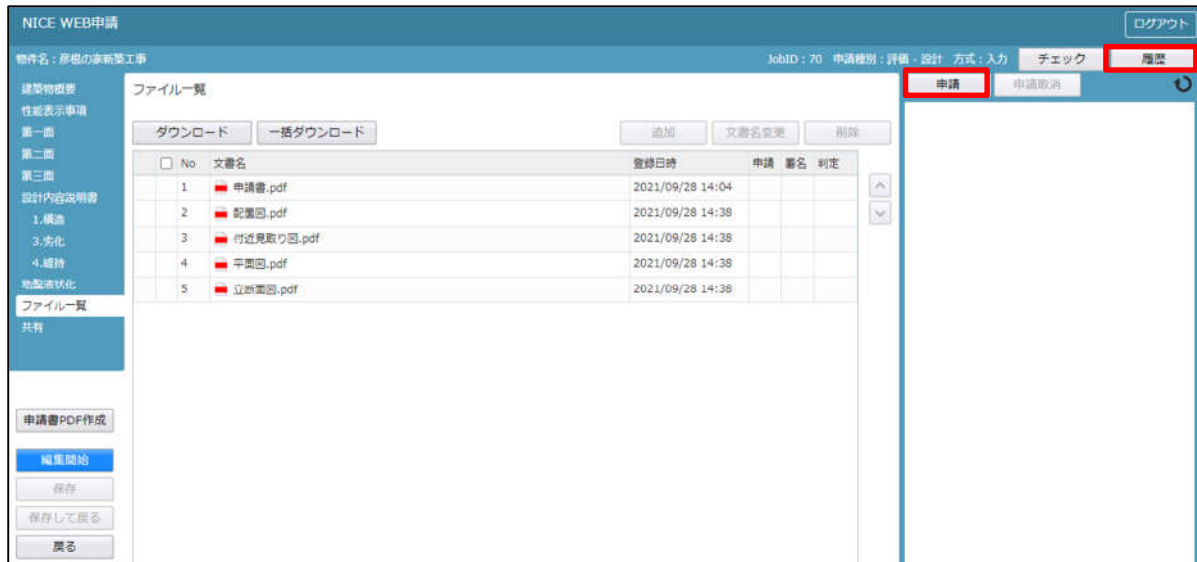 NICE WEB申請
ログアウト
物件名：彦根の家新築工事
JobID：70 申請種別：評価 - 設計 方式：入力
チェック
履歴
建築物概要
性能表示事項
第一面
第二面
第三面
設計内容説明書
1.構造
3.劣化
4.維持
地盤液状化
ファイル一覧
共有
申請書PDF作成
編集開始
保存
保存して戻る
戻る
ファイル一覧
ダウンロード
一括ダウンロード
追加
文書名変更
削除
No 文書名 登録日時 申請 署名 判定
1 申請書.pdf 2021/09/28 14:04
2 配置図.pdf 2021/09/28 14:38
3 付近見取り図.pdf 2021/09/28 14:38
4 平面図.pdf 2021/09/28 14:38
5 立断面図.pdf 2021/09/28 14:38
申請
申請取消